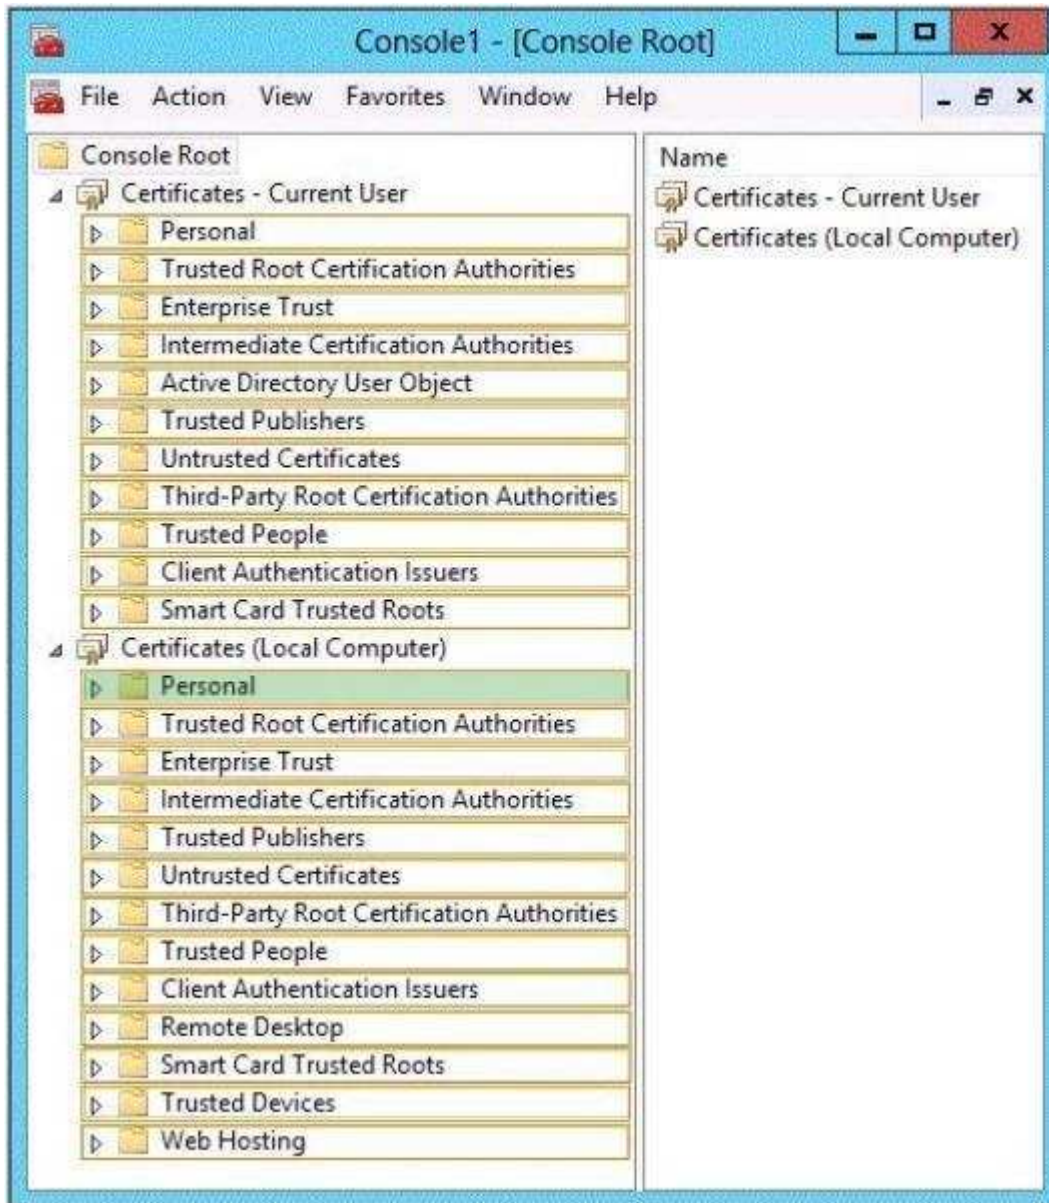 Console1 - [Console Root]
File Action View Favorites Window Help
Console Root
Certificates - Current User
Personal
Trusted Root Certification Authorities
Enterprise Trust
Intermediate Certification Authorities
Active Directory User Object
Trusted Publishers
Untrusted Certificates
Third-Party Root Certification Authorities
Trusted People
Client Authentication Issuers
Smart Card Trusted Roots
Certificates (Local Computer)
Personal
Trusted Root Certification Authorities
Enterprise Trust
Intermediate Certification Authorities
Trusted Publishers
Untrusted Certificates
Third-Party Root Certification Authorities
Trusted People
Client Authentication Issuers
Remote Desktop
Smart Card Trusted Roots
Trusted Devices
Web Hosting
Name
Certificates - Current User
Certificates (Local Computer)